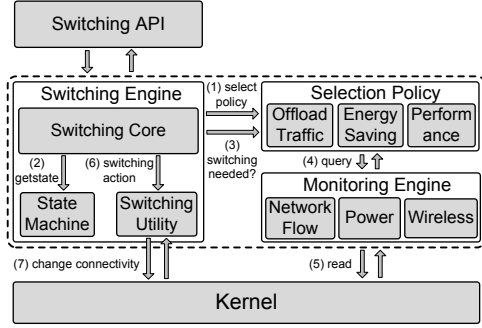 Switching API
Switching Engine
(1) select
policy
Selection Policy
Switching Core
Offload
Traffic
Energy
Saving
Perform
ance
(2)
getstate
(6) switching
action
(3)
switching
needed?
(4) query
State
Machine
Switching
Utility
Monitoring Engine
Network
Flow
Power
Wireless
(7) change connectivity
(5) read
Kernel